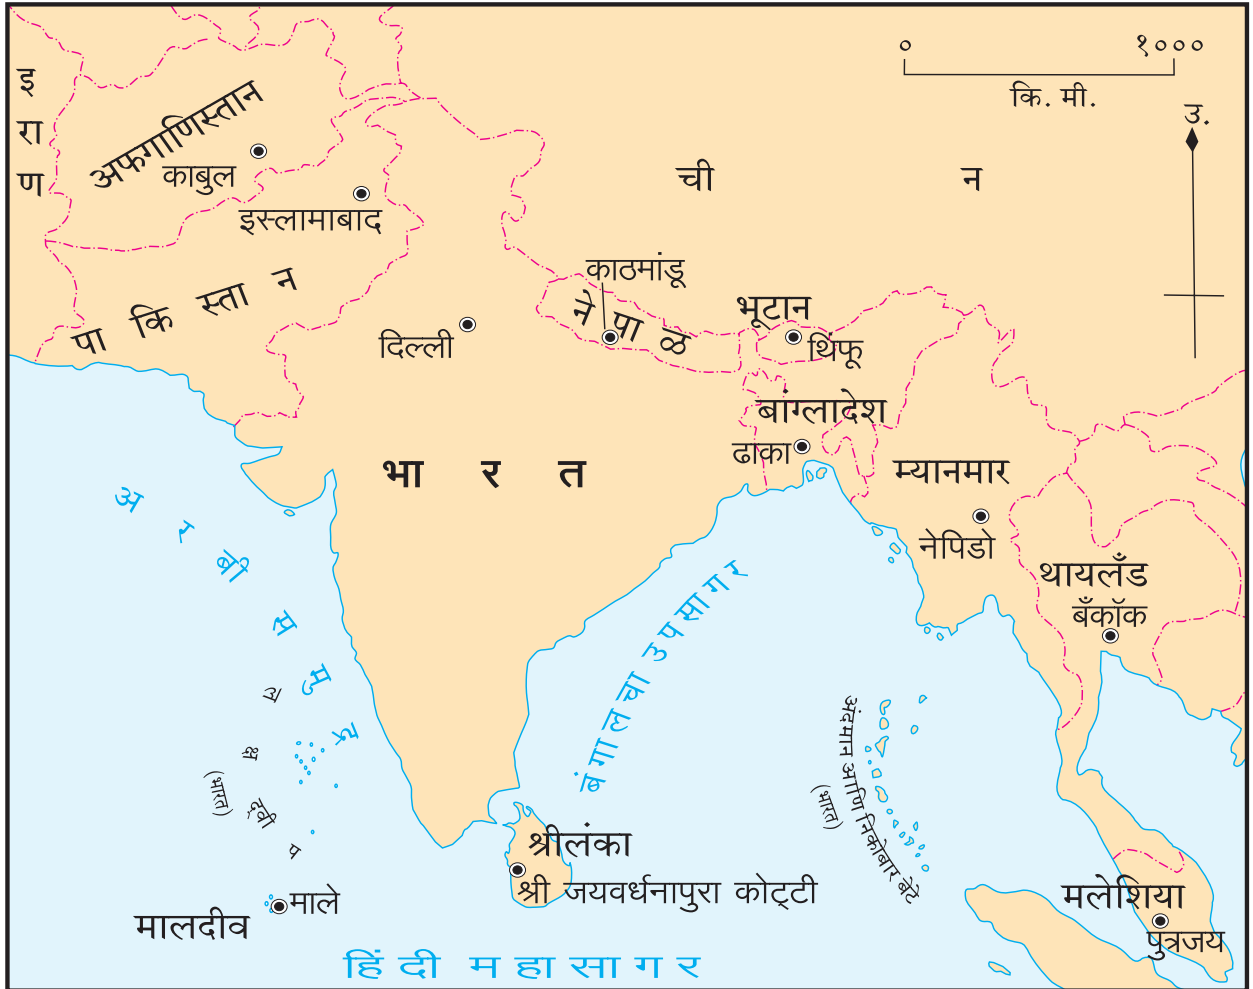 ० १०००
कि. मी.
उ.
इराण
अफगाणिस्तान
काबुल
इस्लामाबाद
पाकिस्तान
चीन
काठमांडू
नेपाळ
भूटान
थिंफू
दिल्ली
बांग्लादेश
ढाका
भारत
म्यानमार
नेपिडो
थायलँड
बँकॉक
अरबी समुद्र
बंगालचा उपसागर
लक्षद्वीप
(भारत)
अंदमान आणि निकोबार बेटे
(भारत)
श्रीलंका
श्री जयवर्धनापुरा कोट्टी
माले
मालदीव
मलेशिया
पुत्रजय
हिंदी महासागर